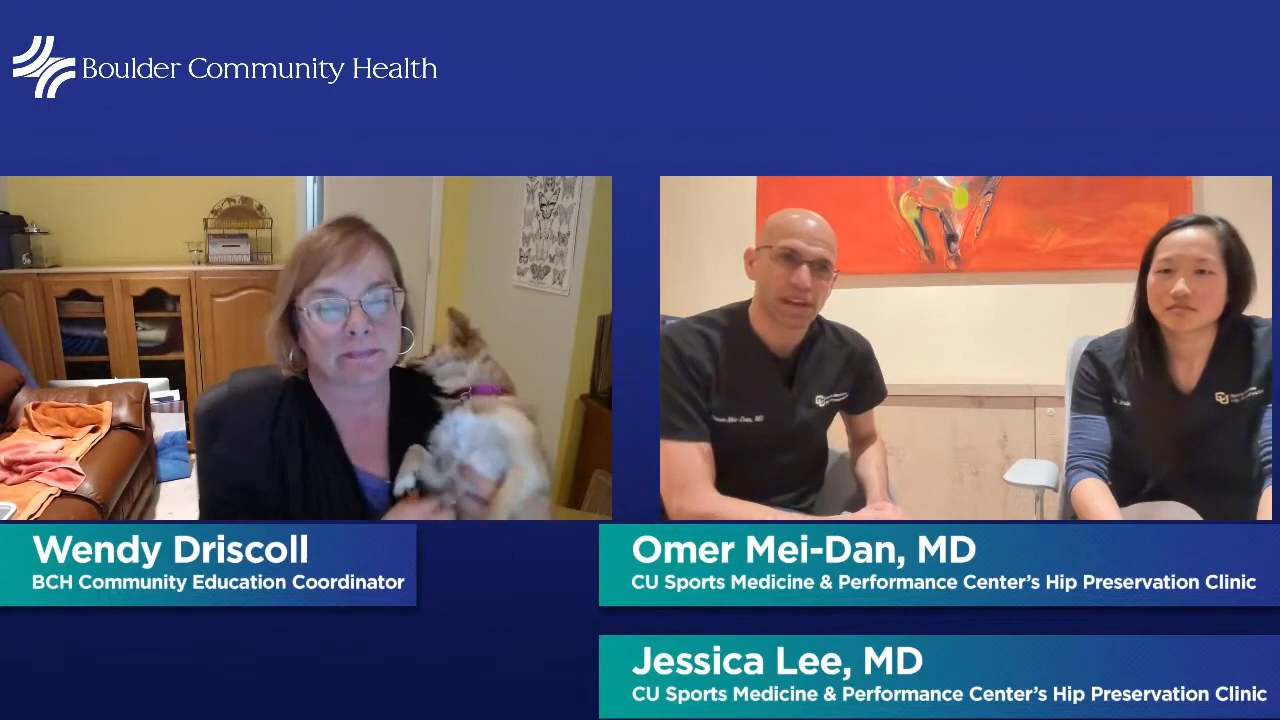 Boulder Community Health
Wendy Driscoll
BCH Community Education Coordinator
Omer Mei-Dan, MD
CU Sports Medicine & Performance Center's Hip Preservation Clinic
Jessica Lee, MD
CU Sports Medicine & Performance Center's Hip Preservation Clinic